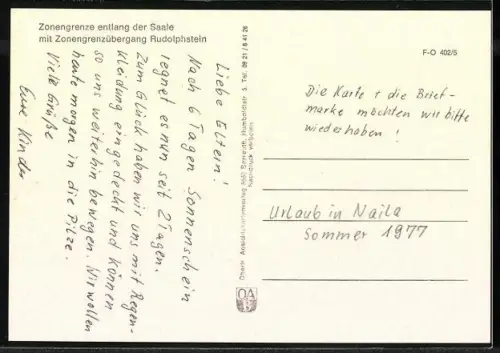 Zonengrenze entlang der Saale
mit Zonengrenzübergang Rudolphstein
Liebe Eltern!
Nach 6 Tagen Sonnenschein
regnet es nun seit 2 Tagen.
Zum Glück haben wir uns mit Regen-
kleidung eingedeckt und können
so uns weiterhin bewegen. Wir wollen
heute morgen in die Pilze.
Viele Grüße
Eure Kinder
Nachdruck verboten
F-O 402/5
Die Karte + die Brief-
marke möchten wir bitte
wiederhaben!
Urlaub in Naila
Sommer 1977
OA